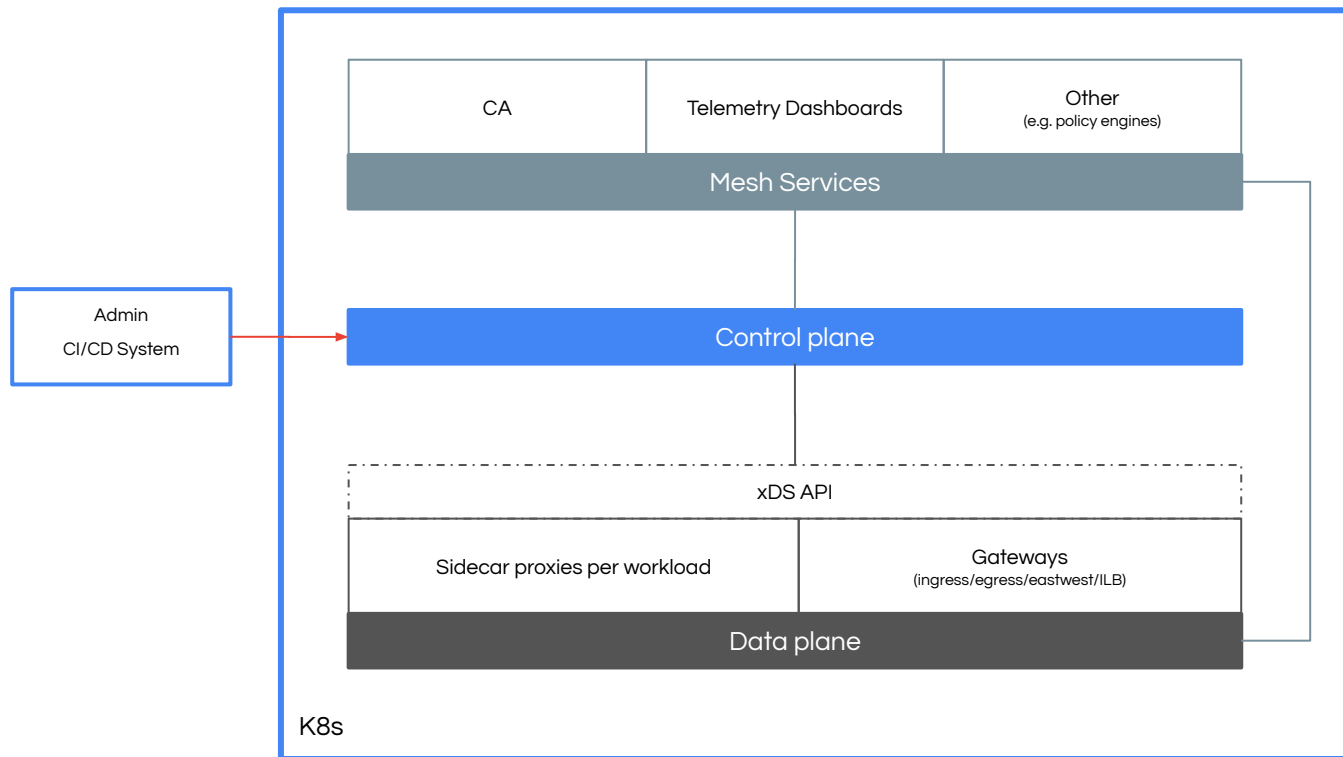 CA
Telemetry Dashboards
Other
(e.g. policy engines)
Mesh Services
Admin
CI/CD System
Control plane
xDS API
Sidecar proxies per workload
Gateways
(ingress/egress/eastwest/ILB)
Data plane
K8s